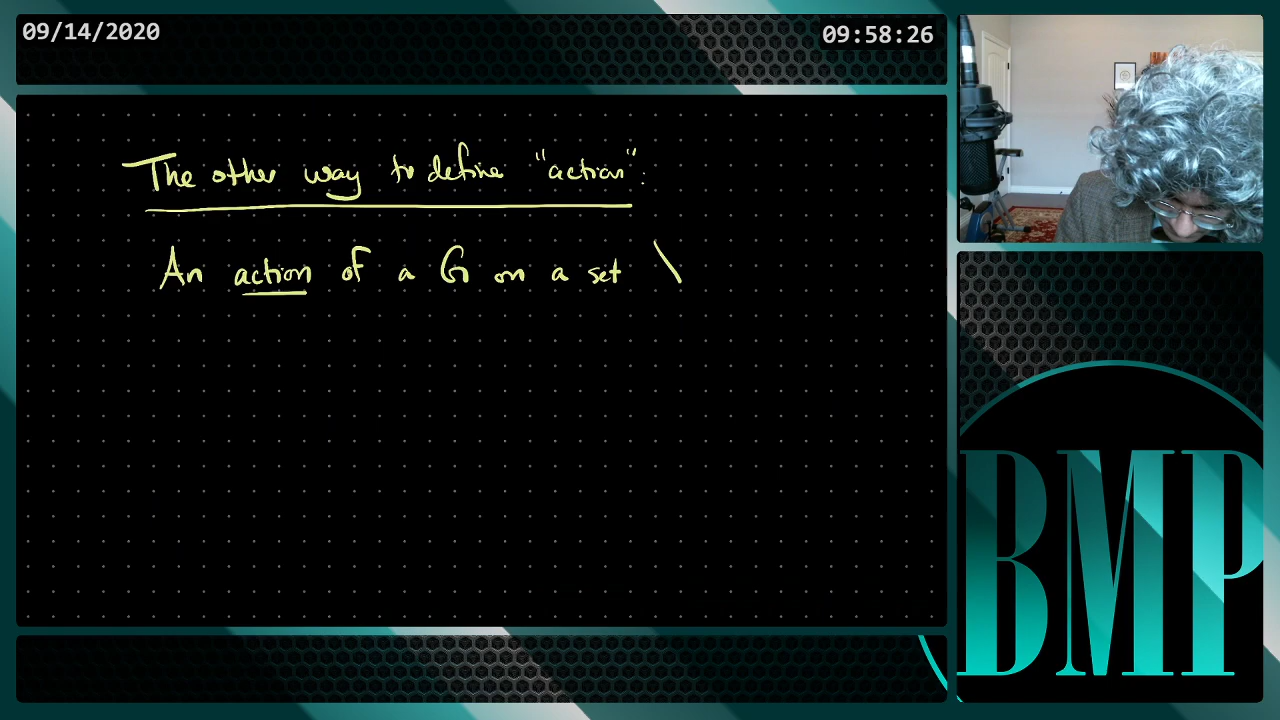 09/14/2020
09:58:26
The other way to define "action":
An action of a G on a set \
BMP